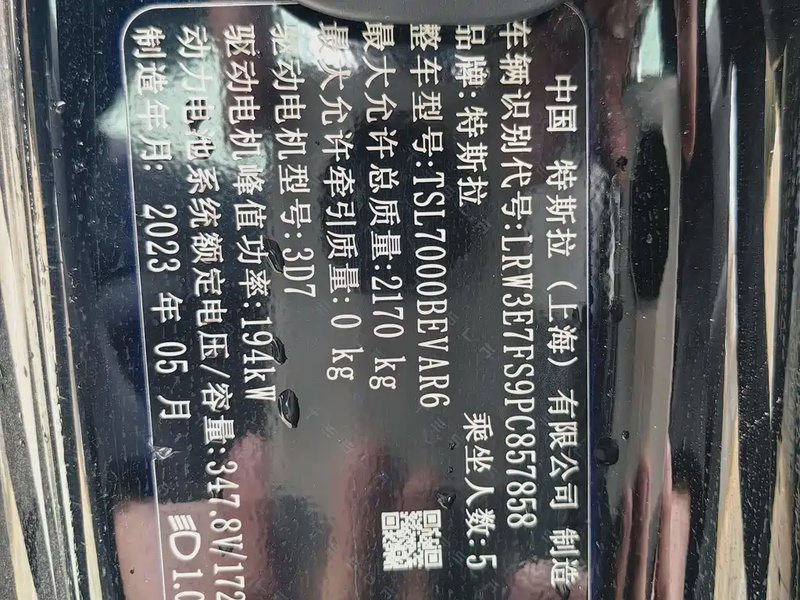 中国 特斯拉（上海）有限公司 制造
车辆识别代号:LRW3E7FS9PC857858
品牌:特斯拉 乘坐人数:5
整车型号:TSL7000BEVAR6
最大允许总质量:2170 kg
最大允许牵引质量:0 kg
驱动电机型号:3D7
驱动电机峰值功率:194kW
动力电池系统额定电压/容量:347.8V/172
制造年月: 2023 年 05 月 1.0